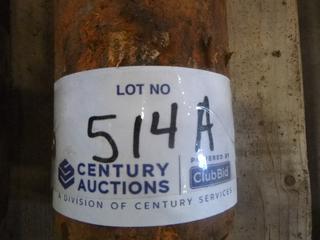 LOT NO
514A
CENTURY
AUCTIONS
POWERED BY
ClubBid
A DIVISION OF CENTURY SERVICES